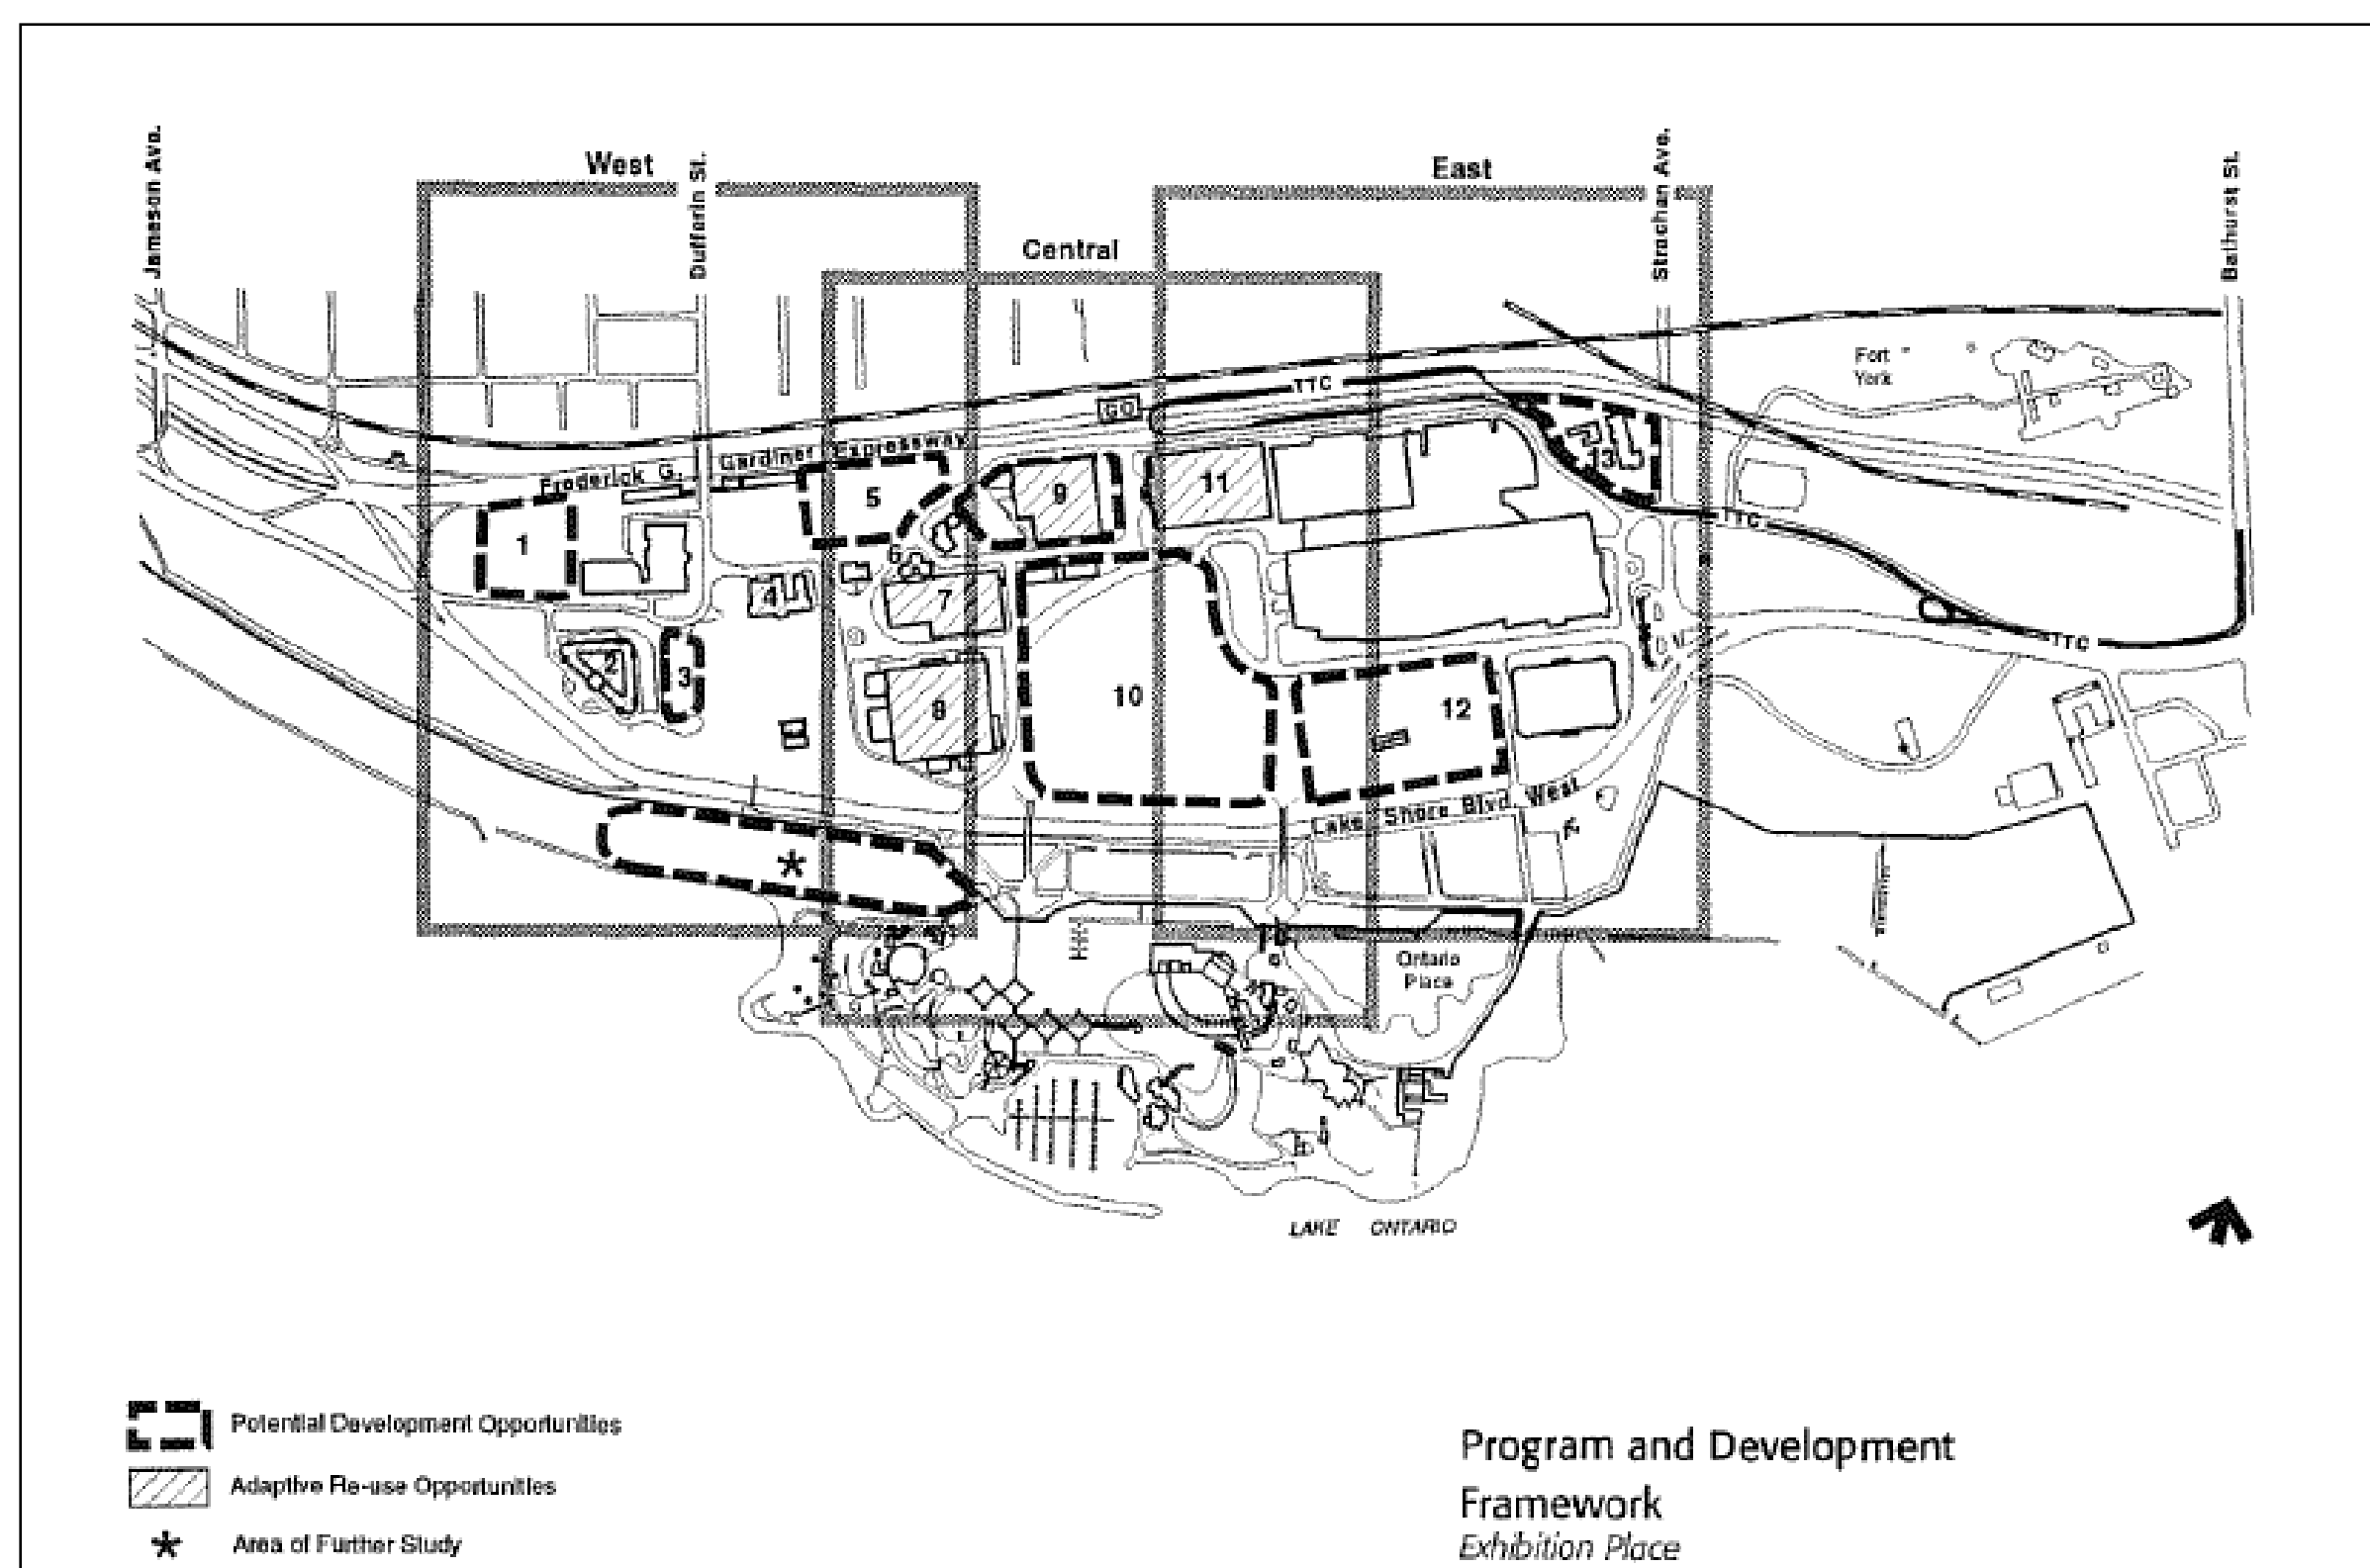 Jameson Ave.
West
Dufferin St.
Central
East
Strachan Ave.
Bathurst St.
Fort
York
TTC
GO
Frederick G. Gardiner Expressway
1
2
3
4
5
6
7
8
9
10
11
12
13
TC
TTC
Lake Shore Blvd West
Ontario
Place
LAKE ONTARIO
Potential Development Opportunities
Adaptive Re-use Opportunities
* Area of Further Study
Program and Development
Framework
Exhibition Place